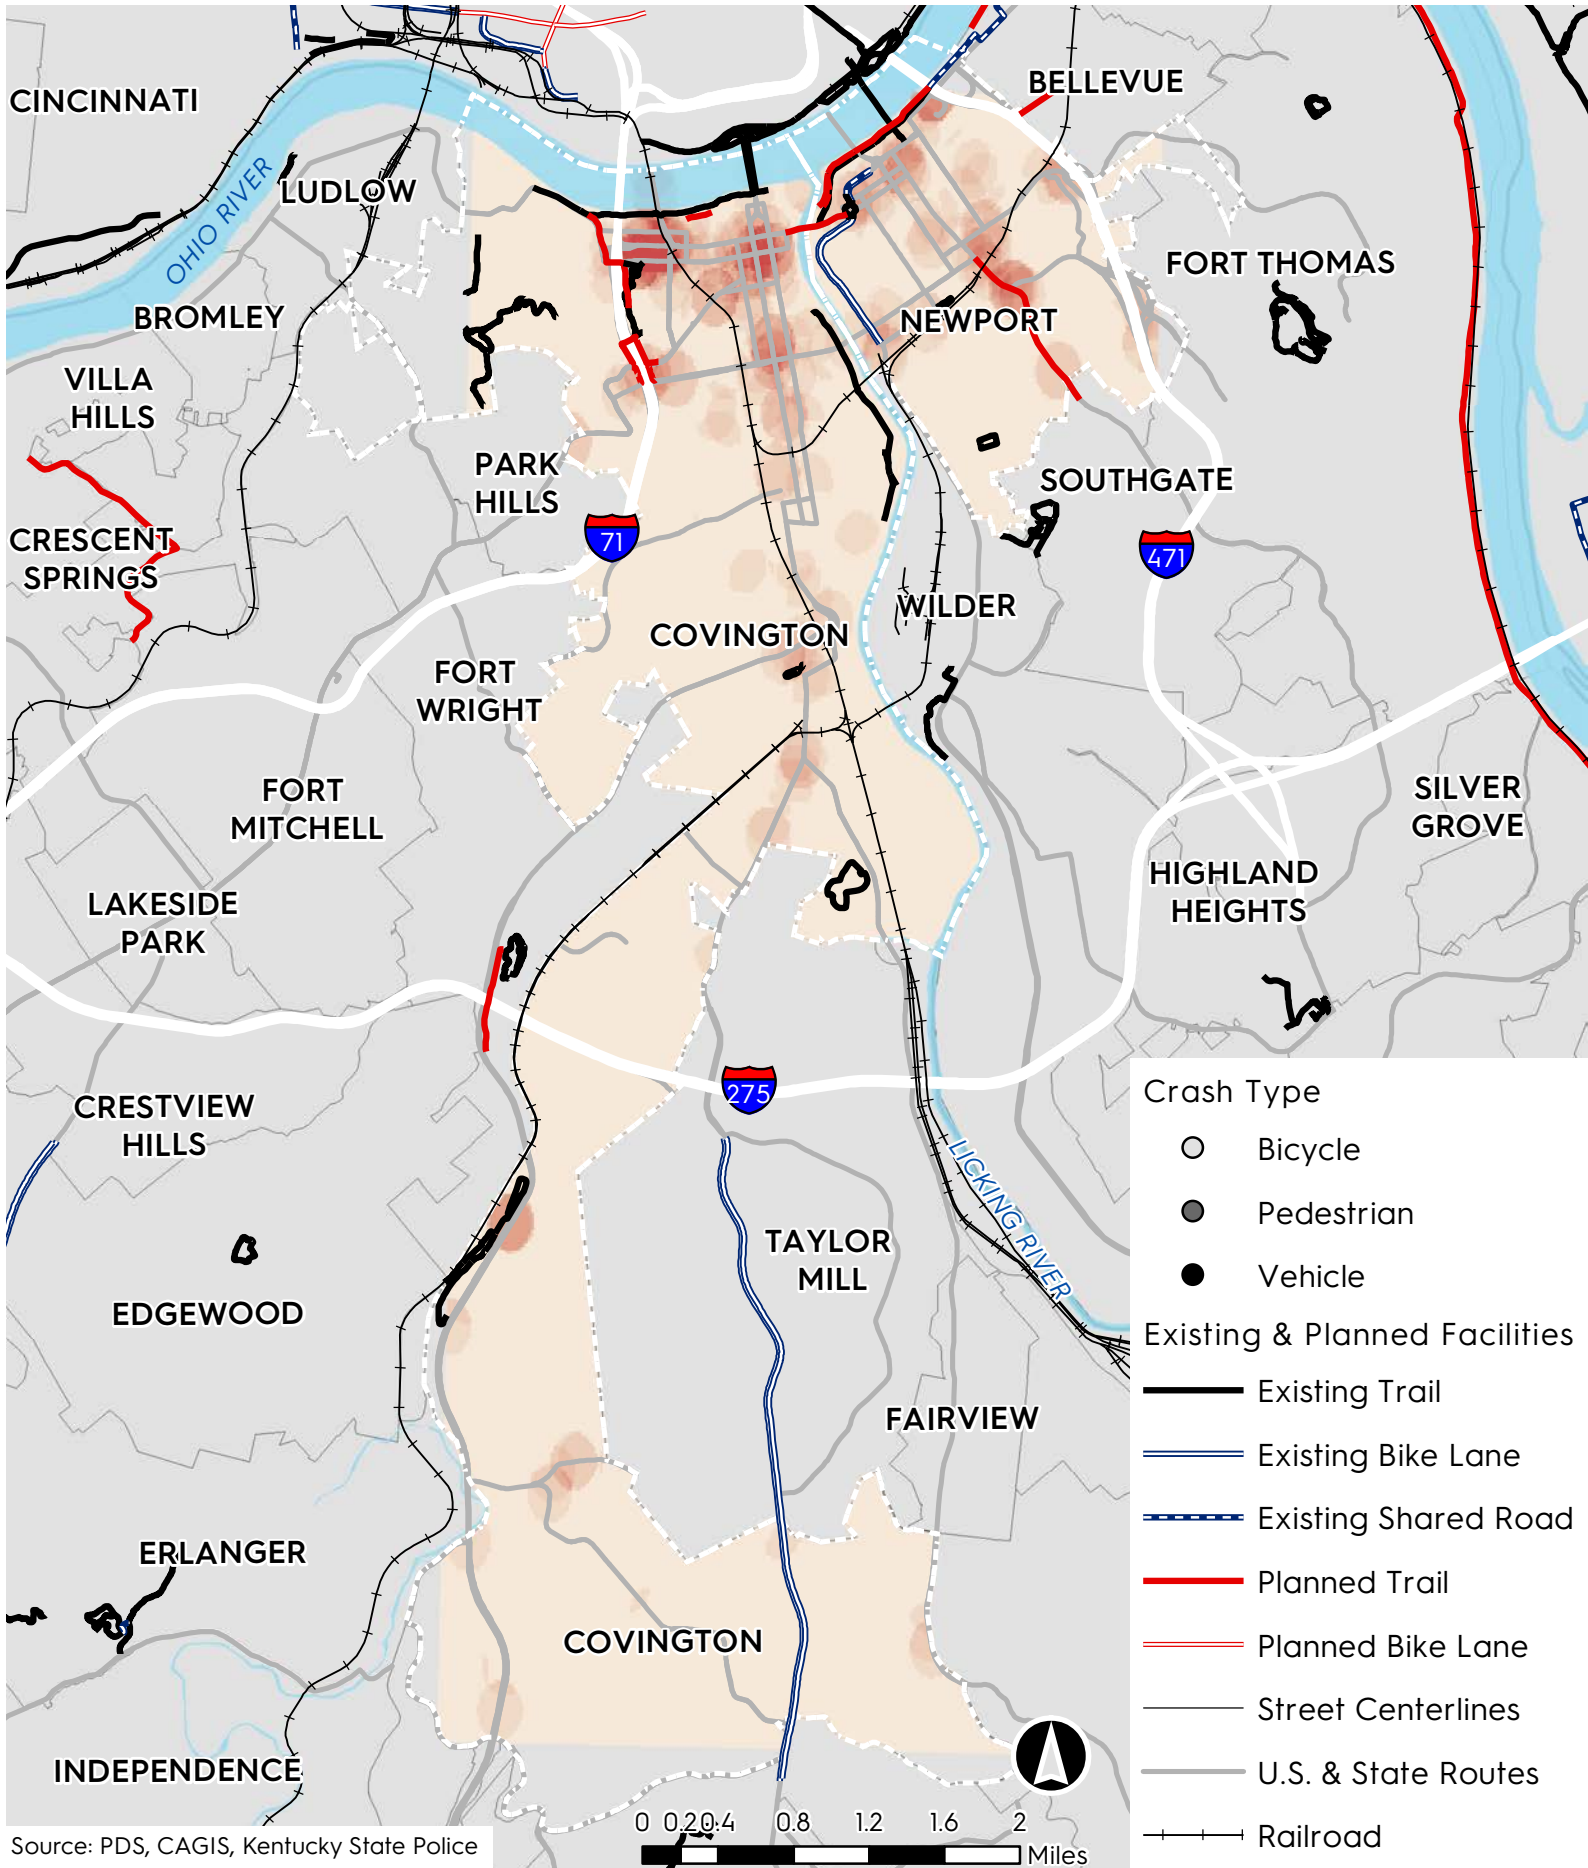 CINCINNATI
BELLEVUE
LUDLOW
OHIO RIVER
FORT THOMAS
BROMLEY
NEWPORT
VILLA
HILLS
PARK
HILLS
SOUTHGATE
CRESCENT
SPRINGS
71
471
WILDER
COVINGTON
FORT
WRIGHT
FORT
MITCHELL
SILVER
GROVE
HIGHLAND
HEIGHTS
LAKESIDE
PARK
275
CRESTVIEW
HILLS
LICKING RIVER
TAYLOR
MILL
EDGEWOOD
FAIRVIEW
ERLANGER
COVINGTON
INDEPENDENCE
Crash Type
Bicycle
Pedestrian
Vehicle
Existing & Planned Facilities
Existing Trail
Existing Bike Lane
Existing Shared Road
Planned Trail
Planned Bike Lane
Street Centerlines
U.S. & State Routes
Railroad
0 0.2 0.4 0.8 1.2 1.6 2
Miles
Source: PDS, CAGIS, Kentucky State Police